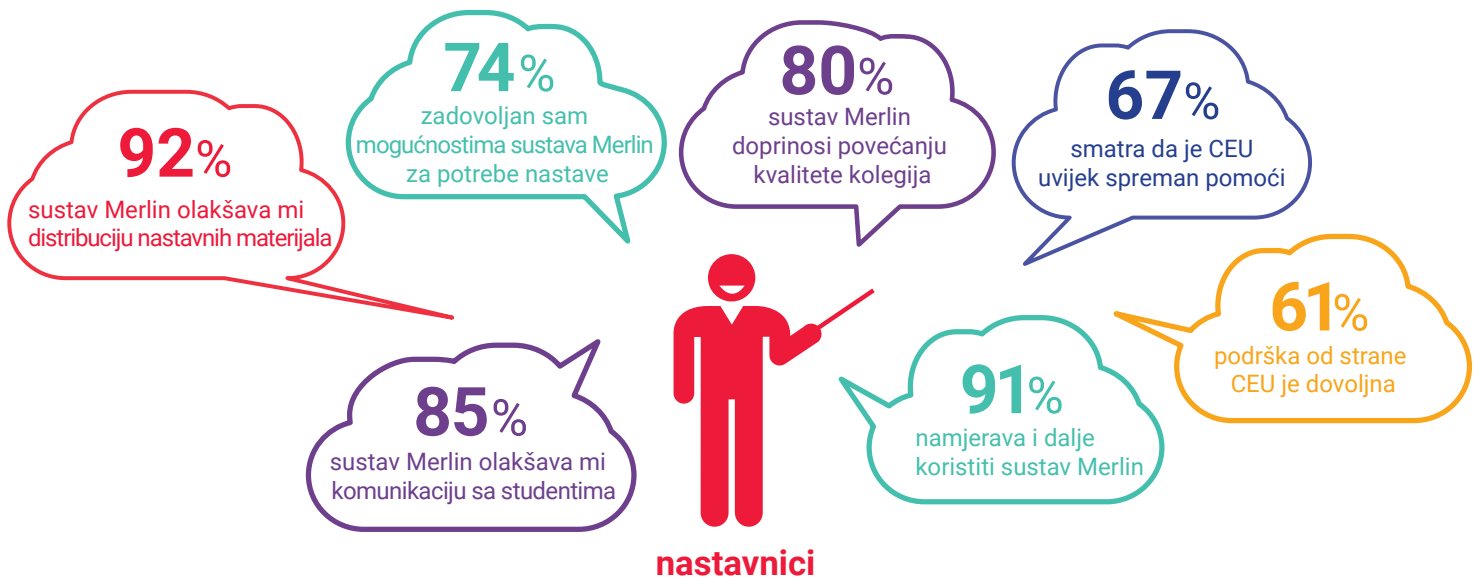 92%
sustav Merlin olakšava mi
distribuciju nastavnih materijala
74%
zadovoljan sam
mogućnostima sustava Merlin
za potrebe nastave
80%
sustav Merlin
doprinosi povećanju
kvalitete kolegija
67%
smatra da je CEU
uvijek spreman pomoći
61%
podrška od strane
CEU je dovoljna
85%
sustav Merlin olakšava mi
komunikaciju sa studentima
91%
namjerava i dalje
koristiti sustav Merlin
nastavnici